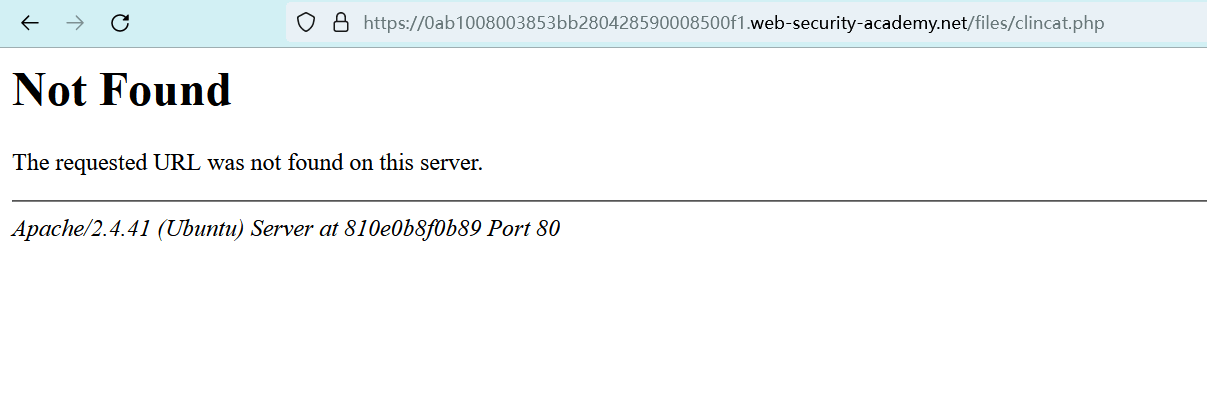 https://0ab1008003853bb280428590008500f1.web-security-academy.net/files/clincat.php
Not Found
The requested URL was not found on this server.
Apache/2.4.41 (Ubuntu) Server at 810e0b8f0b89 Port 80